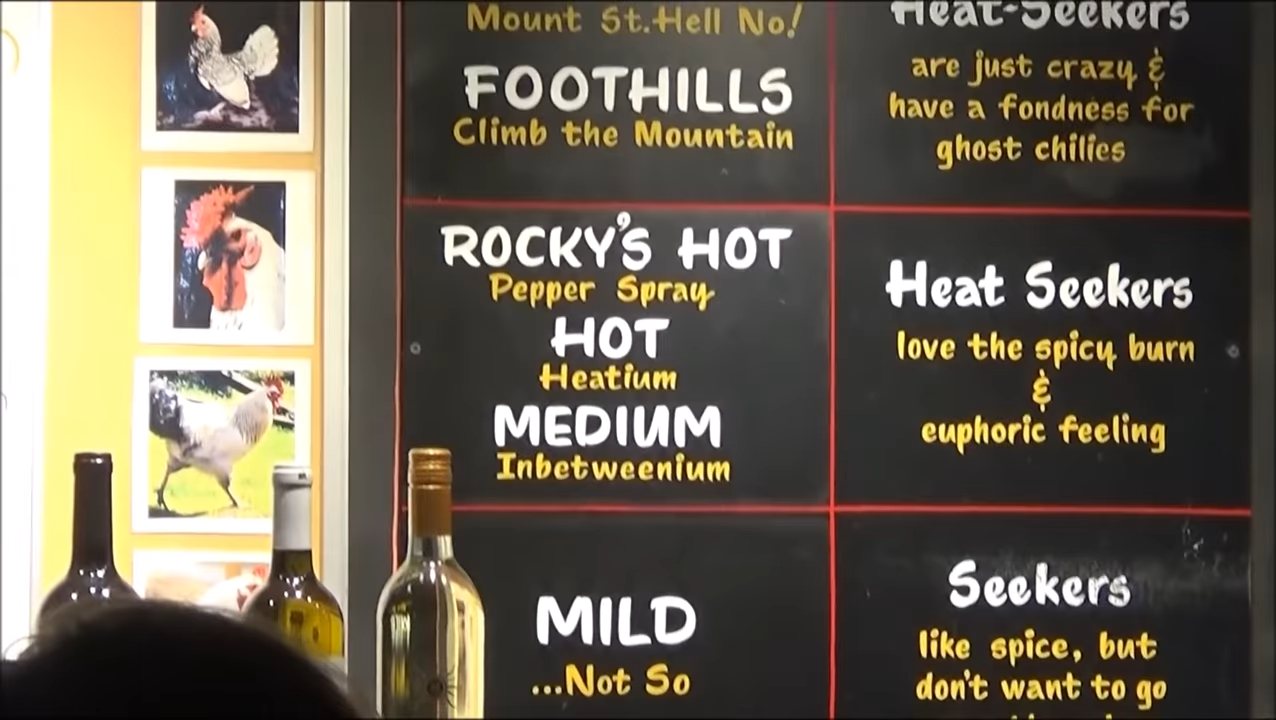 Mount St.Hell No!
FOOTHILLS
Climb the Mountain
Heat-Seekers
are just crazy &
have a fondness for
ghost chilies
ROCKY'S HOT
Pepper Spray
HOT
Heatium
MEDIUM
Inbetweenium
Heat Seekers
love the spicy burn
&
euphoric feeling
MILD
...Not So
Seekers
like spice, but
don't want to go